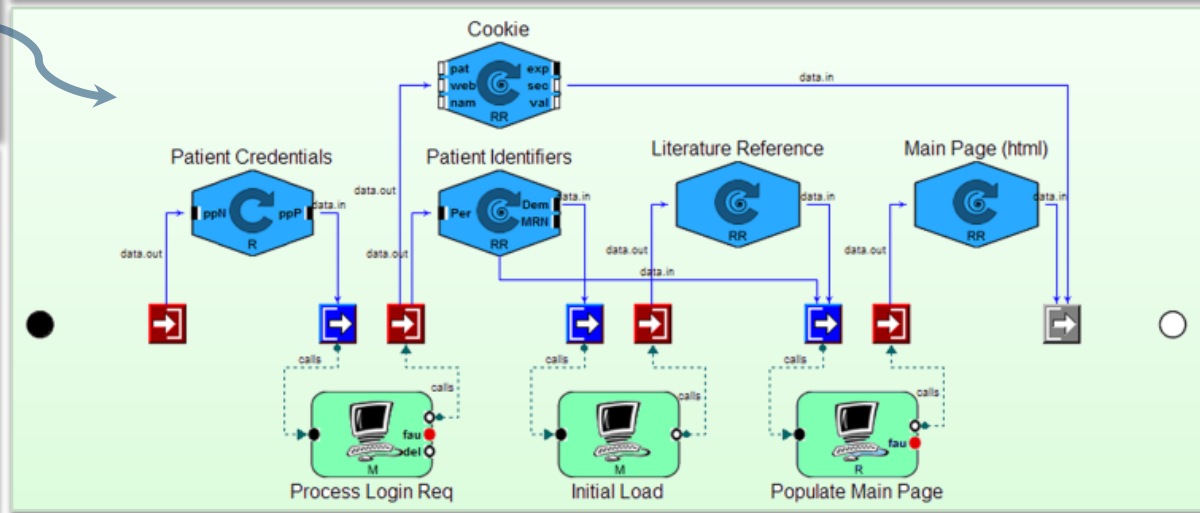 Cookie
pat exp
web sec
nam val
RR
data.in
Patient Credentials
Patient Identifiers
Literature Reference
Main Page (html)
data.out
ppN ppP
R
data.in
Per Dem
MRN
RR
data.in
RR
data.in
RR
data.in
data.out
data.out
data.out
data.out
data.in
calls
calls
calls
calls
calls
calls
fau
del
M
M
fau
R
Process Login Req
Initial Load
Populate Main Page